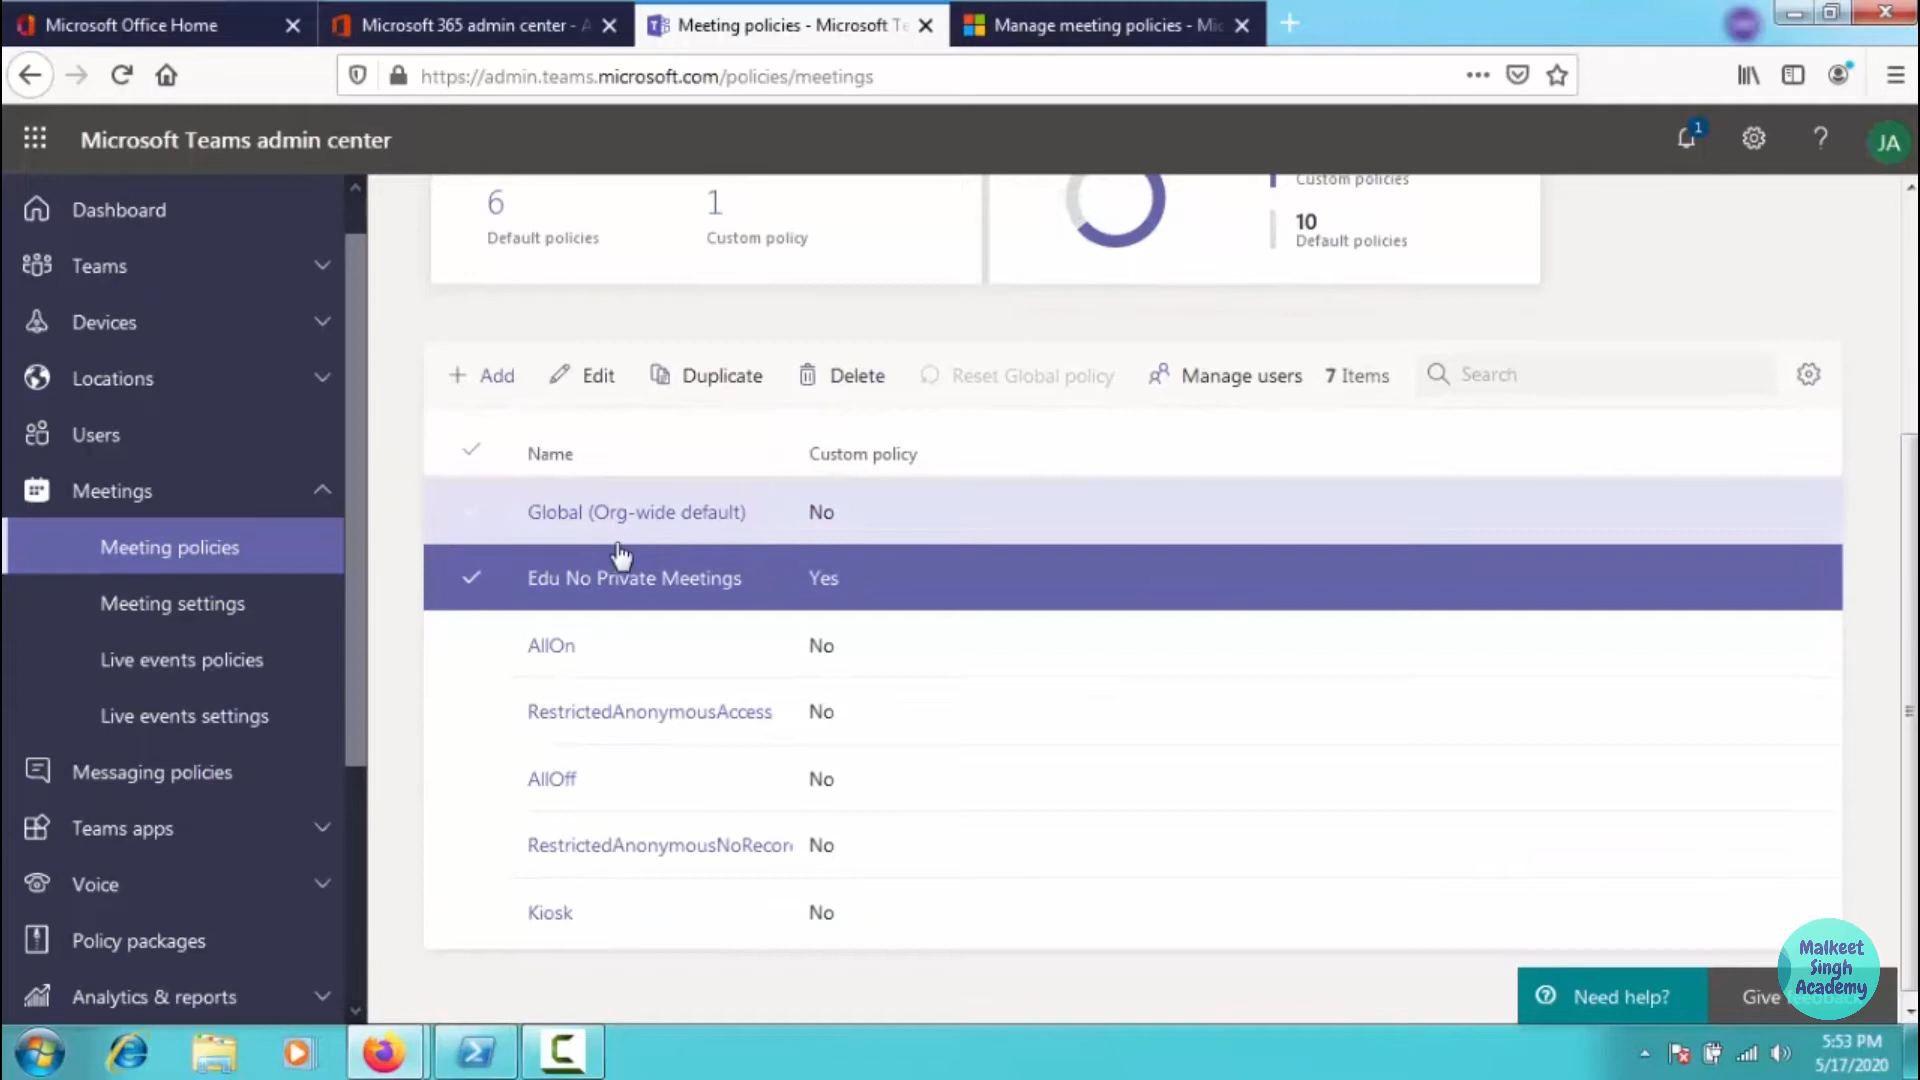 Microsoft Office Home
Microsoft 365 admin center - A
Meeting policies - Microsoft Te
Manage meeting policies - Mic
https://admin.teams.microsoft.com/policies/meetings
Microsoft Teams admin center
1
JA
Dashboard
Teams
Devices
Locations
Users
Meetings
Meeting policies
Meeting settings
Live events policies
Live events settings
Messaging policies
Teams apps
Voice
Policy packages
Analytics & reports
6
Default policies
1
Custom policy
Custom policies
10
Default policies
Add
Edit
Duplicate
Delete
Reset Global policy
Manage users
7 Items
Search
Name
Custom policy
Global (Org-wide default)
No
Edu No Private Meetings
Yes
AllOn
No
RestrictedAnonymousAccess
No
AllOff
No
RestrictedAnonymousNoRecor
No
Kiosk
No
Need help?
Give feedback
Malkeet
Singh
Academy
5:53 PM
5/17/2020